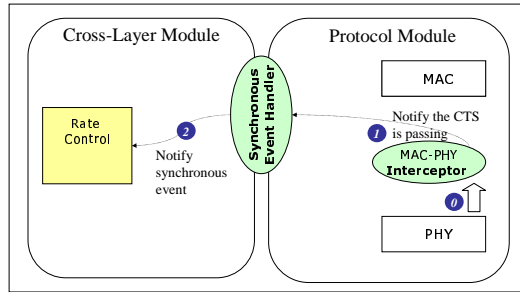 Cross-Layer Module
Protocol Module
Rate
Control
2
Notify
synchronous
event
Synchronous
Event Handler
MAC
1
Notify the CTS
is passing
MAC-PHY
Interceptor
0
PHY